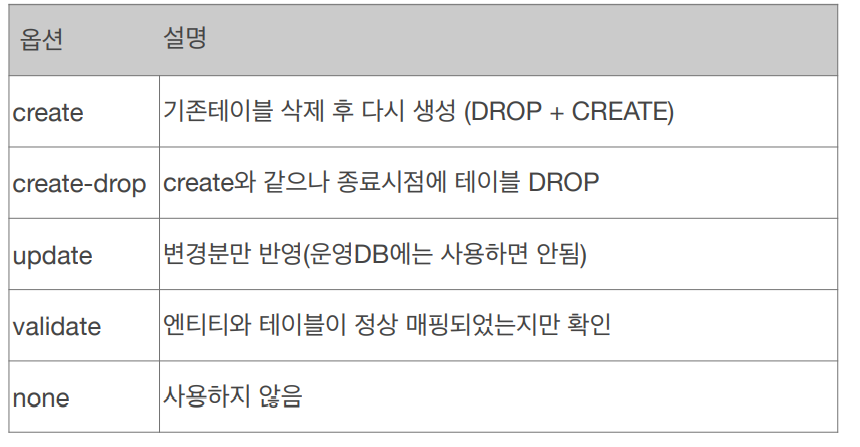 옵션 설명
create 기존테이블 삭제 후 다시 생성 (DROP + CREATE)
create-drop create와 같으나 종료시점에 테이블 DROP
update 변경분만 반영(운영DB에는 사용하면 안됨)
validate 엔티티와 테이블이 정상 매핑되었는지만 확인
none 사용하지 않음